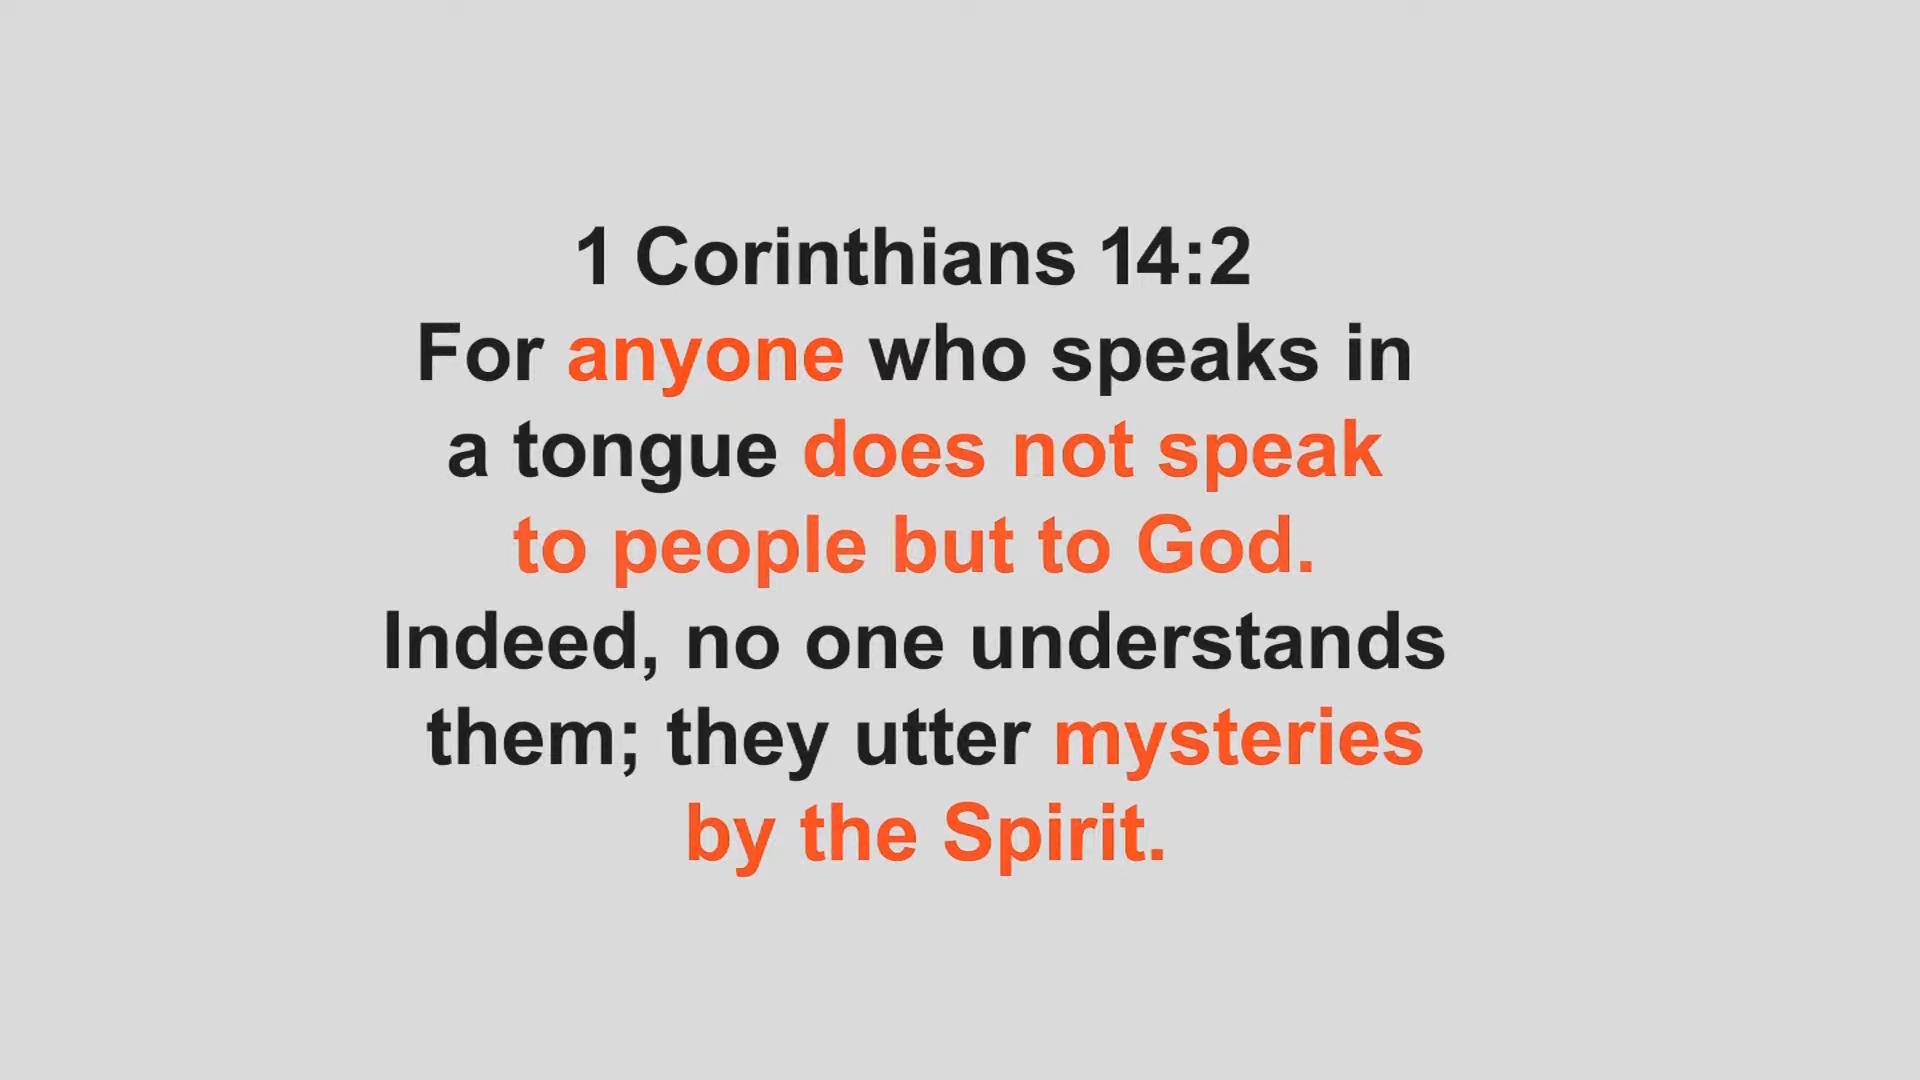 1 Corinthians 14:2
For anyone who speaks in
a tongue does not speak
to people but to God.
Indeed, no one understands
them; they utter mysteries
by the Spirit.